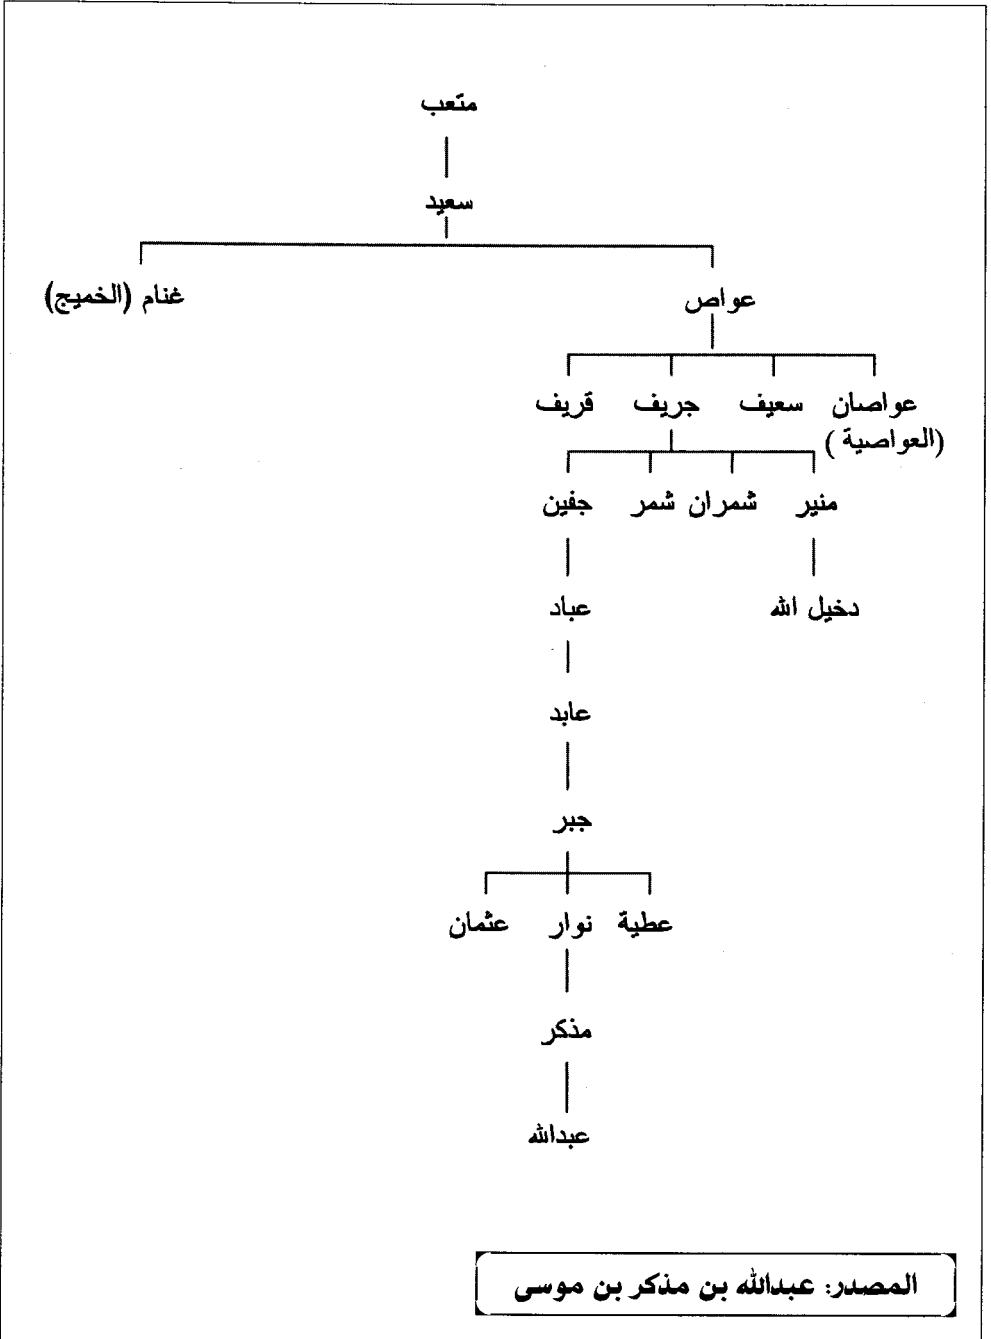 متعب
سعيد
عواص غنام (الخميج)
عواصان سعيف جريف قريف
(العواصية)
منير شمران شمر جفين
دخيل الله عباد
عابد
جبر
عطية نوار عثمان
مذكر
عبدالله
المصدر: عبدالله بن مذكر بن موسى